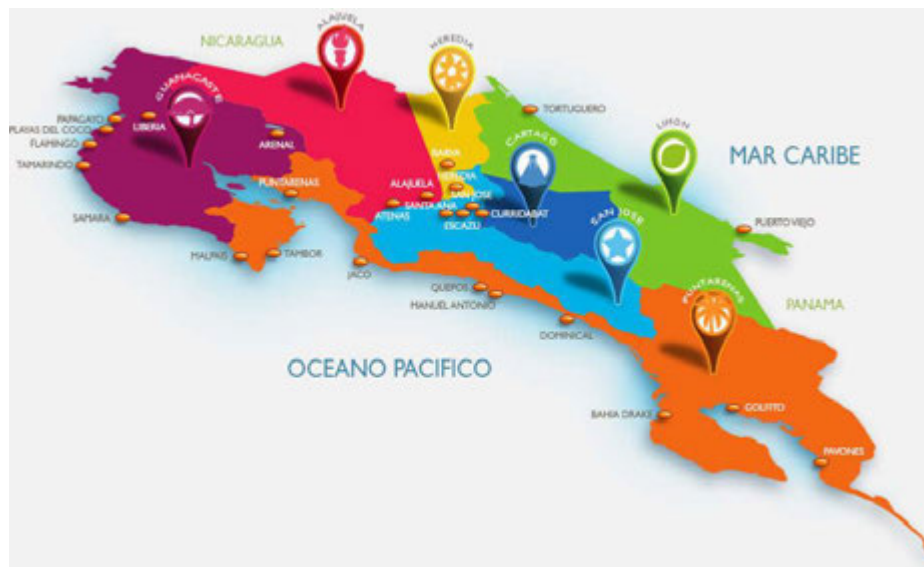 NICARAGUA
ALAJUELA
HEREDIA
GUANACASTE
PAPAGAYO
PLAYAS DEL COCO
LIBERIA
FLAMINGO
ARENAL
TAMARINDO
TORTUGUERO
CARTAGO
LIMON
MAR CARIBE
BARVA
HEREDIA
PUNTARENAS
ALAJUELA
SAN JOSE
SANTA ANA
ATENAS
ESCAZU
CURRIDABAT
SAN JOSE
SAMARA
PUERTO VIEJO
MALPAIS
TAMBOR
JACO
QUEPOS
MANUEL ANTONIO
PUNTARENAS
PANAMA
DOMINICAL
OCEANO PACIFICO
BAHIA DRAKE
GOLFITO
PAVONES